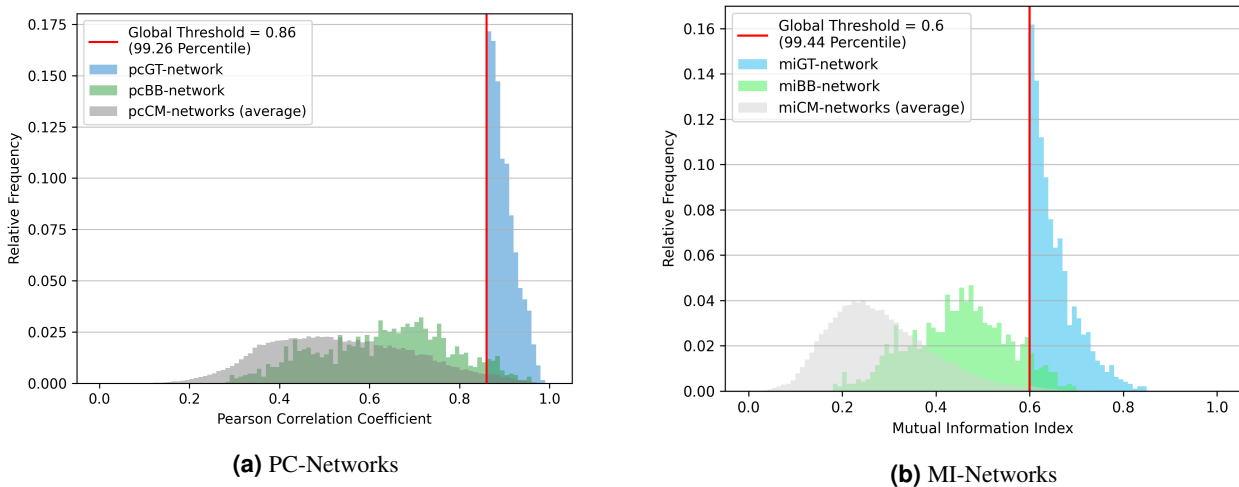 0.175
0.150
0.125
0.100
0.075
0.050
0.025
0.000
Relative Frequency
Global Threshold = 0.86
(99.26 Percentile)
pcGT-network
pcBB-network
pcCM-networks (average)
0.0 0.2 0.4 0.6 0.8 1.0
Pearson Correlation Coefficient
(a) PC-Networks
0.16
0.14
0.12
0.10
0.08
0.06
0.04
0.02
0.00
Relative Frequency
Global Threshold = 0.6
(99.44 Percentile)
miGT-network
miBB-network
miCM-networks (average)
0.0 0.2 0.4 0.6 0.8 1.0
Mutual Information Index
(b) MI-Networks